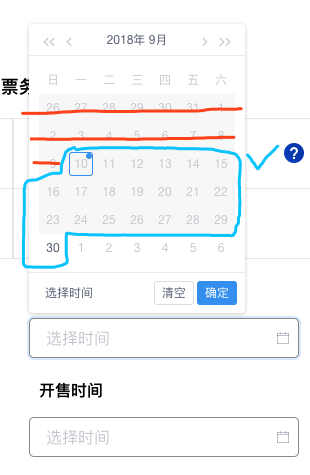 2018年 9月
票务
日 一 二 三 四 五 六
26 27 28 29 30 31 1
2 3 4 5 6 7 8
9 10 11 12 13 14 15
?
16 17 18 19 20 21 22
23 24 25 26 27 28 29
30 1 2 3 4 5 6
选择时间 清空 确定
选择时间
开售时间
选择时间